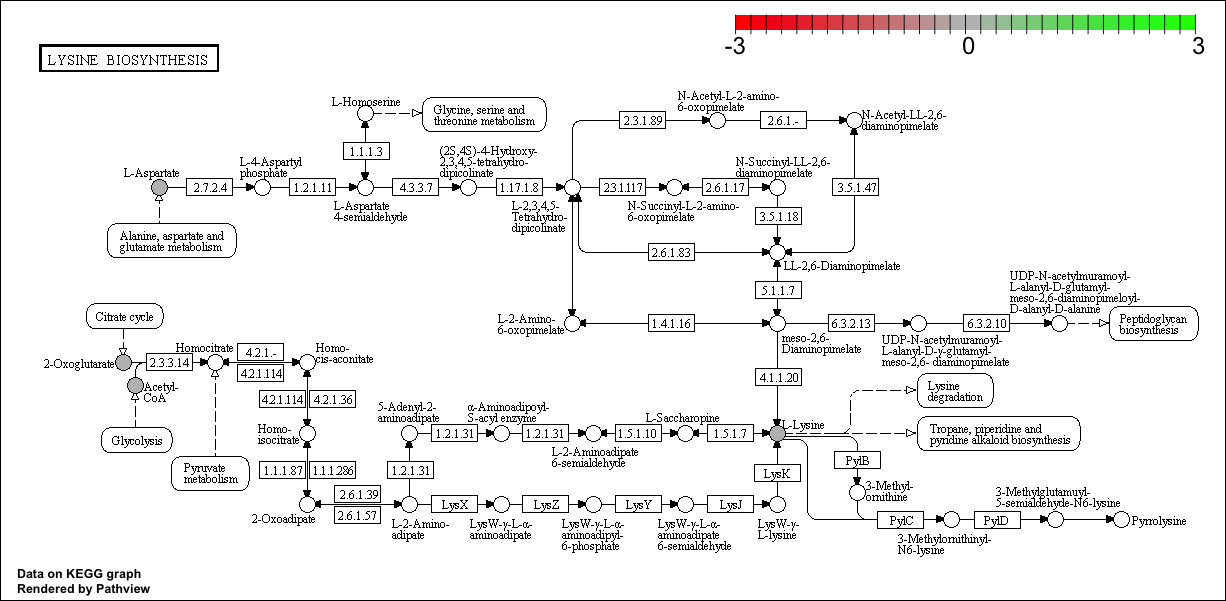 -3
0
3
LYSINE BIOSYNTHESIS
L-Homoserine
Glycine, serine and
threonine metabolism
N-Acetyl-L-2-amino-
6-oxopimelate
2.3.1.89
2.6.1.-
N-Acetyl-LL-2,6-
diaminopimelate
1.1.1.3
L-Aspartate
2.7.2.4
L-4-Aspartyl
phosphate
1.2.1.11
L-Aspartate
4-semialdehyde
4.3.3.7
(2S,4S)-4-Hydroxy-
2,3,4,5-tetrahydro-
dipicolinate
1.17.1.8
L-2,3,4,5-
Tetrahydro-
dipicolinate
2.3.1.117
N-Succinyl-L-2-amino-
6-oxopimelate
2.6.1.17
N-Succinyl-LL-2,6-
diaminopimelate
3.5.1.47
3.5.1.18
Alanine, aspartate and
glutamate metabolism
2.6.1.83
LL-2,6-Diaminopimelate
5.1.1.7
L-2-Amino-
6-oxopimelate
1.4.1.16
meso-2,6-
Diaminopimelate
6.3.2.13
UDP-N-acetylmuramoyl-
L-alanyl-D-γ-glutamyl-
meso-2,6- diaminopimelate
6.3.2.10
UDP-N-acetylmuramoyl-
L-alanyl-D-glutamyl-
meso-2,6-diaminopimeloyl-
D-alanyl-D-alanine
Peptidoglycan
biosynthesis
Citrate cycle
2-Oxoglutarate
Acetyl-
CoA
Glycolysis
2.3.3.14
Homocitrate
4.2.1.-
4.2.1.114
Homo-
cis-aconitate
4.2.1.114
4.2.1.36
Homo-
isocitrate
Pyruvate
metabolism
1.1.1.87
1.1.1.286
2-Oxoadipate
2.6.1.39
2.6.1.57
L-2-Amino-
adipate
1.2.1.31
5-Adenyl-2-
aminoadipate
1.2.1.31
α-Aminoadipoyl-
S-acyl enzyme
1.2.1.31
L-2-Aminoadipate
6-semialdehyde
1.5.1.10
L-Saccharopine
1.5.1.7
L-Lysine
4.1.1.20
Lysine
degradation
Tropane, piperidine and
pyridine alkaloid biosynthesis
LysX
LysW-γ-L-α-
aminoadipate
LysZ
LysW-γ-L-α-
aminoadipyl-
6-phosphate
LysY
LysW-γ-L-α-
aminoadipate
6-semialdehyde
LysJ
LysW-γ-
L-lysine
LysK
PylB
3-Methyl-
ornithine
PylC
3-Methylornithinyl-
N6-lysine
PylD
3-Methylglutamuyl-
5-semialdehyde-N6-lysine
Pyrrolysine
Data on KEGG graph
Rendered by Pathview